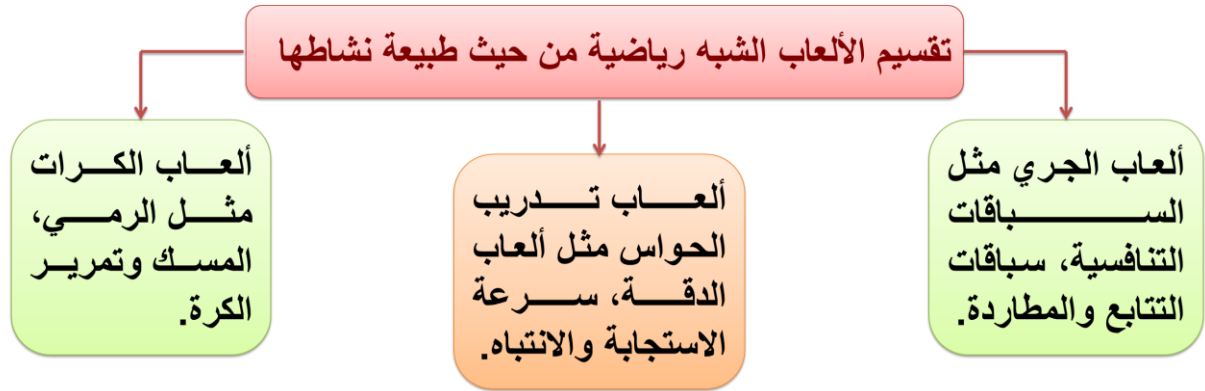 تقسيم الألعاب الشبه رياضية من حيث طبيعة نشاطها
ألعاب الجري مثل
السباقات
التنافسية، سباقات
التتابع والمطاردة.
ألعاب تدريب
الحواس مثل ألعاب
الدقة، سرعة
الاستجابة والانتباه.
ألعاب الكرات
مثل الرمي،
المسك وتمرير
الكرة.